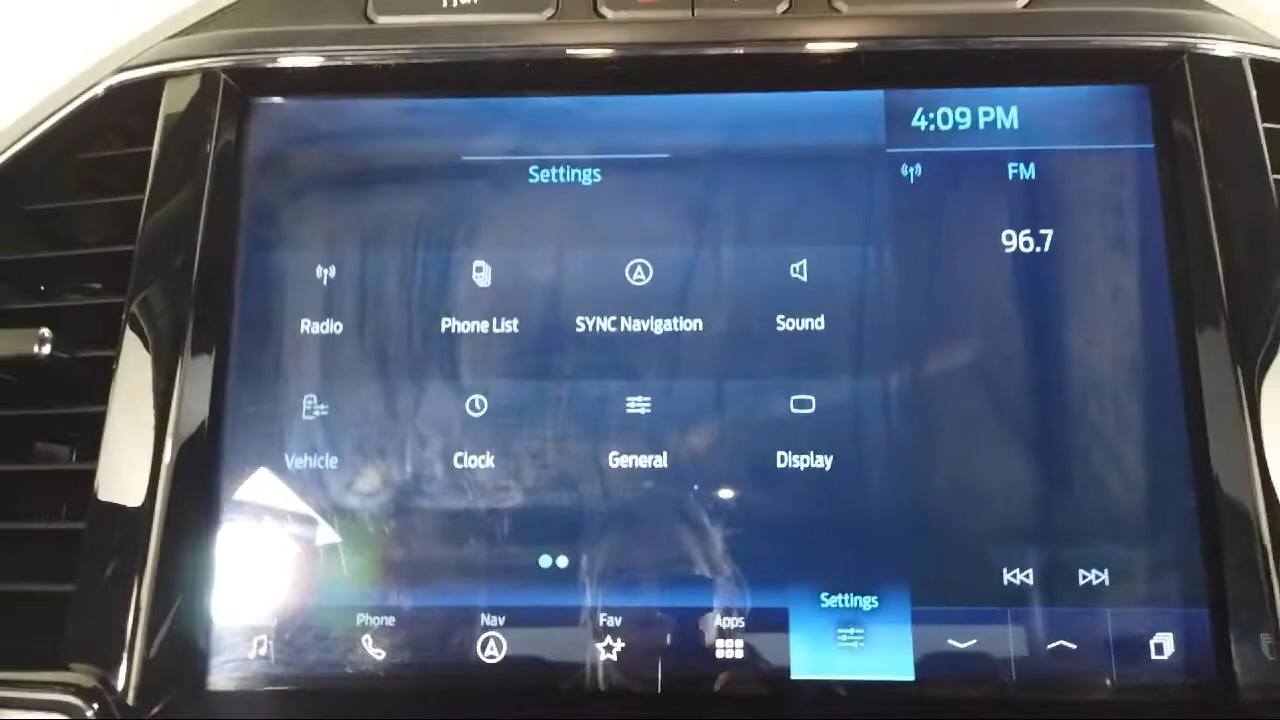 4:09 PM
Settings
FM
96.7
Radio
Phone List
SYNC Navigation
Sound
Vehicle
Clock
General
Display
Settings
Phone
Nav
Fav
Apps